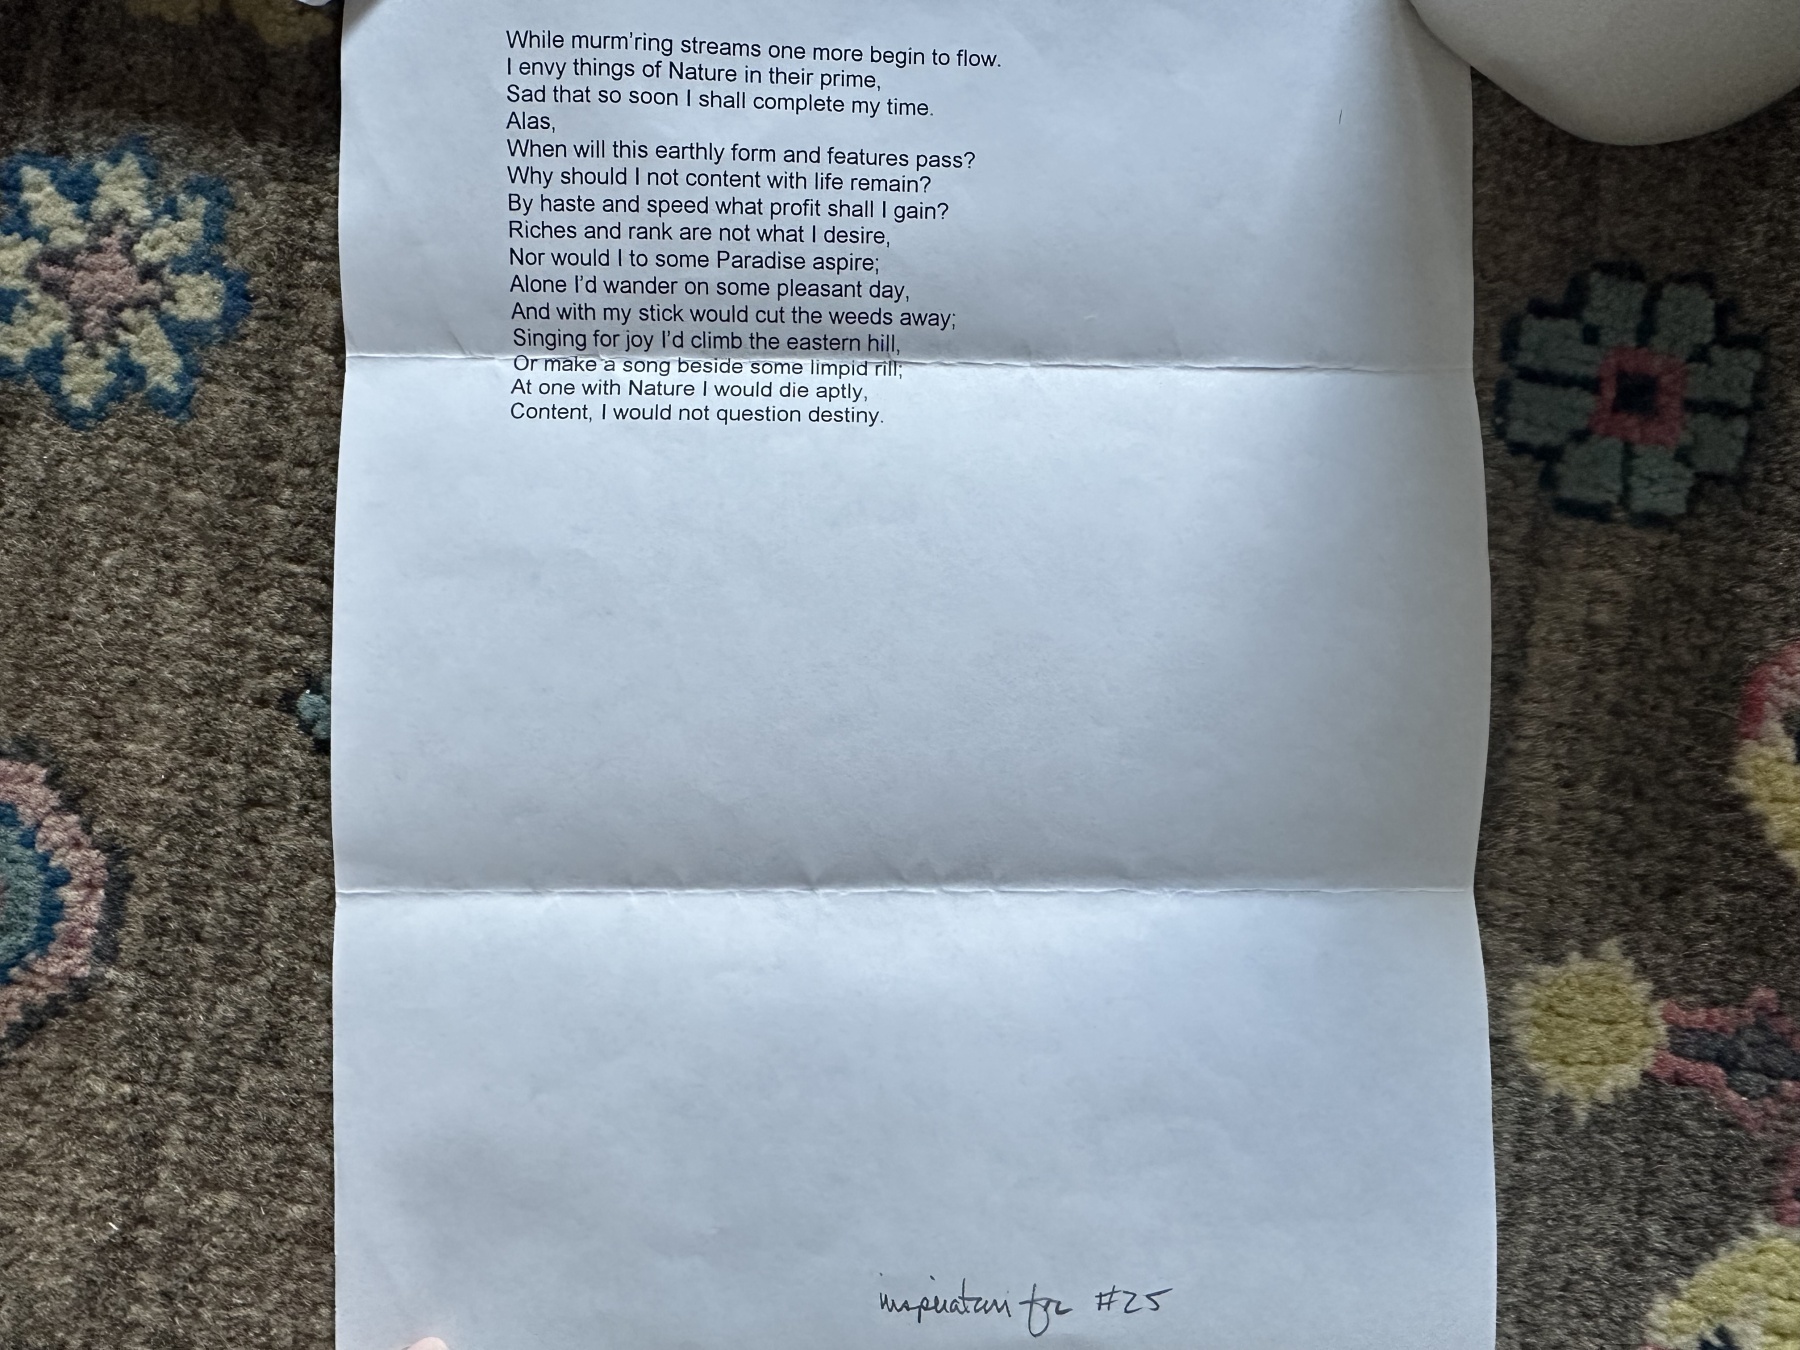 While murm'ring streams one more begin to flow.
I envy things of Nature in their prime,
Sad that so soon I shall complete my time.
Alas,
When will this earthly form and features pass?
Why should I not content with life remain?
By haste and speed what profit shall I gain?
Riches and rank are not what I desire,
Nor would I to some Paradise aspire;
Alone I'd wander on some pleasant day,
And with my stick would cut the weeds away;
Singing for joy I'd climb the eastern hill,
Or make a song beside some limpid rill;
At one with Nature I would die aptly,
Content, I would not question destiny.
inspiration for #25